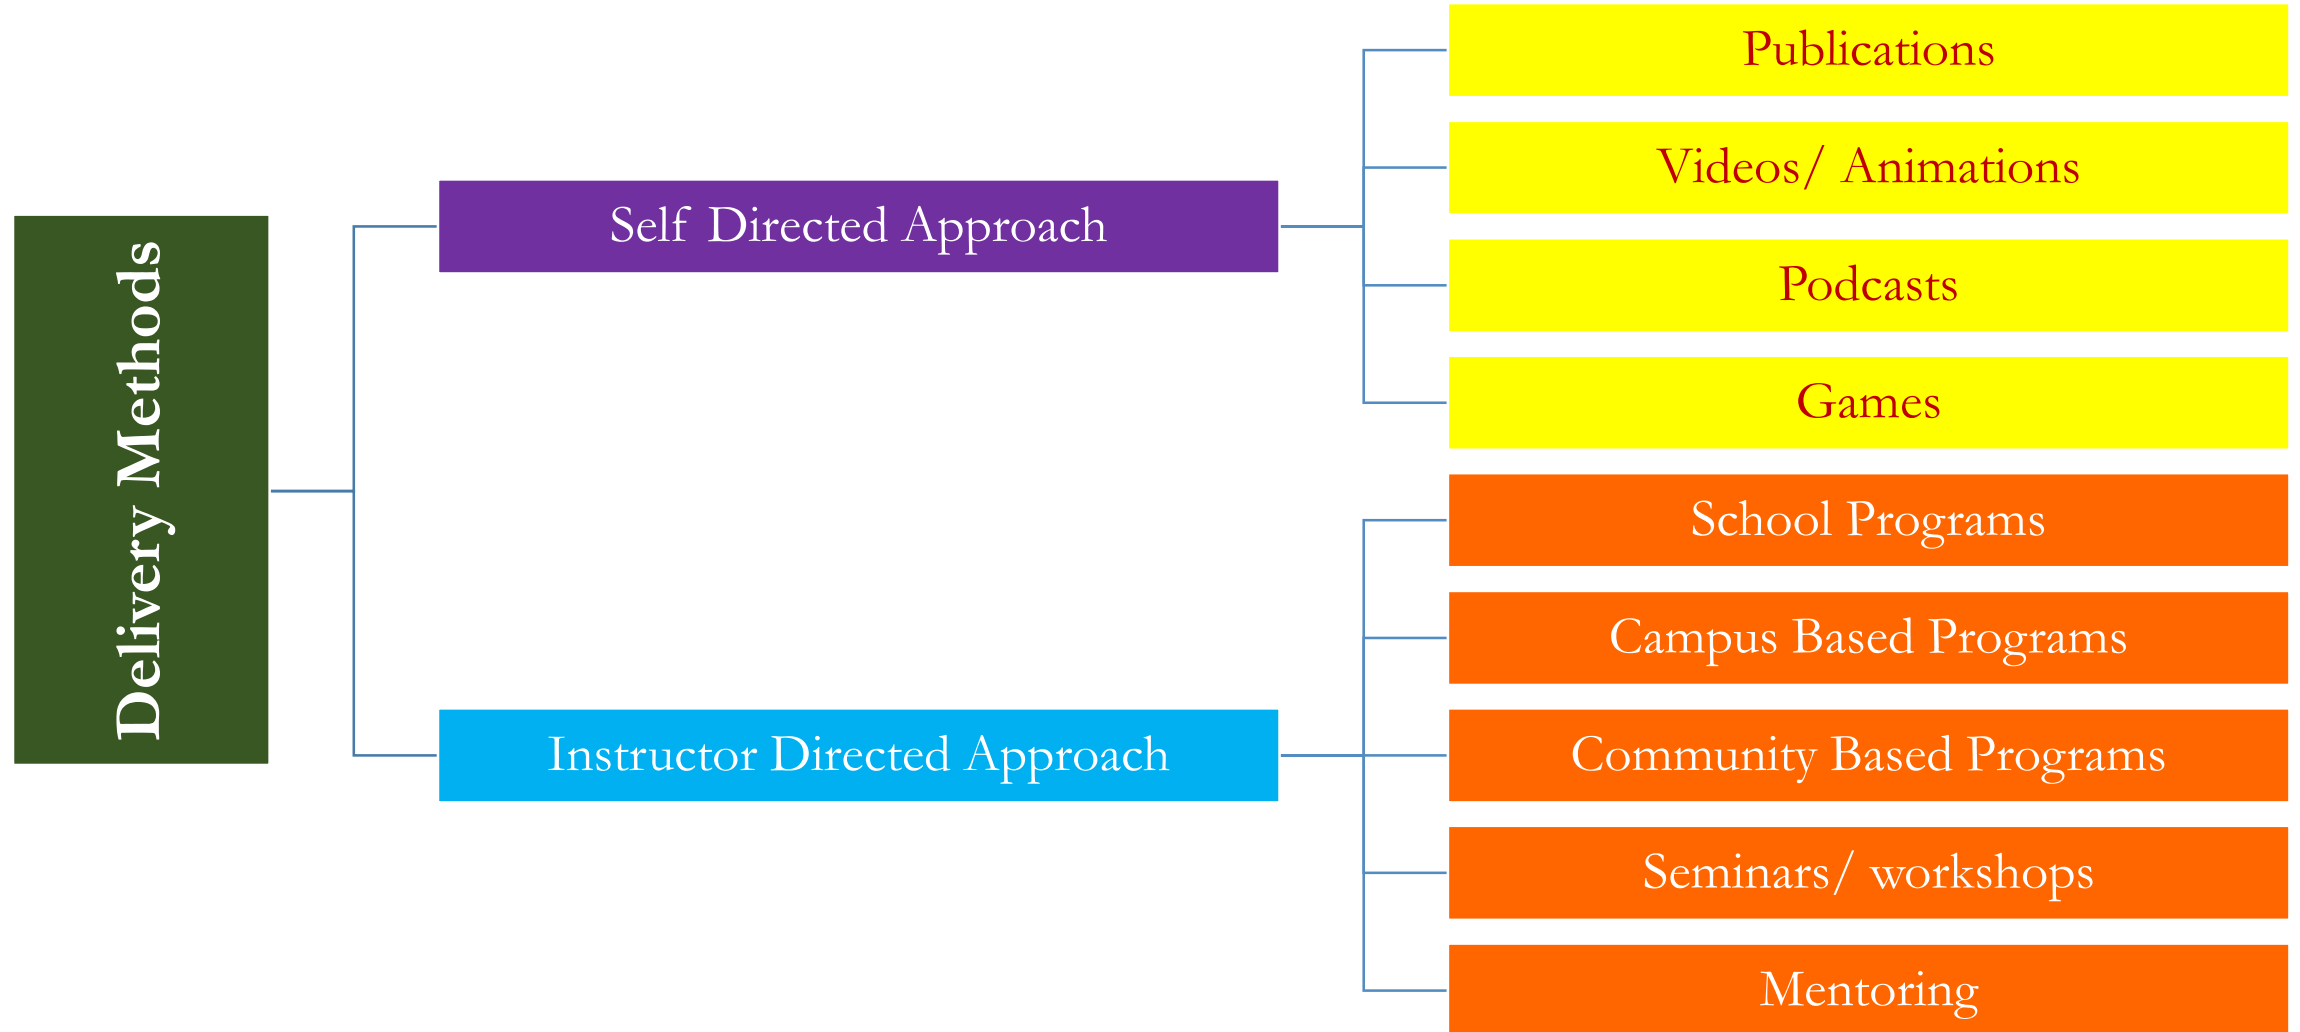 Delivery Methods
Self Directed Approach
Publications
Videos/ Animations
Podcasts
Games
Instructor Directed Approach
School Programs
Campus Based Programs
Community Based Programs
Seminars/ workshops
Mentoring